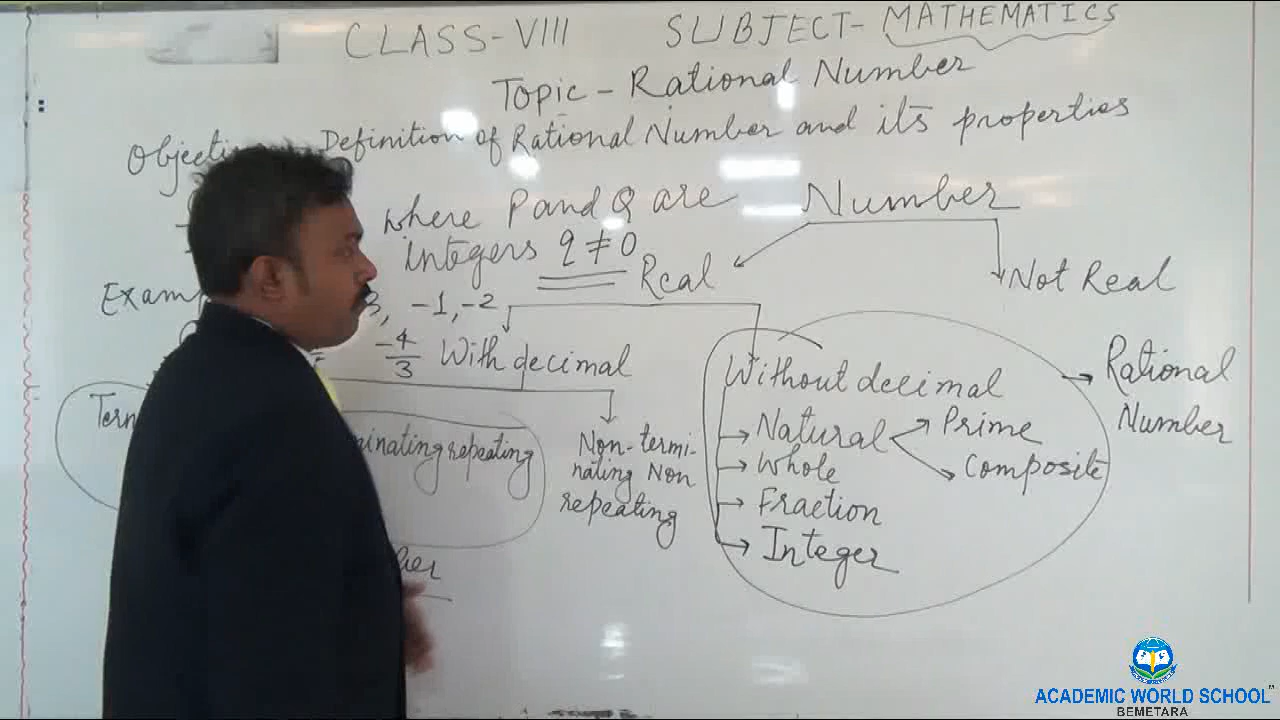 CLASS-VIII SUBJECT- MATHEMATICS
Topic - Rational Number
Definition of Rational Number and its properties
where P and Q are
integers q ≠ 0
Number
Real
Not Real
3, -1, -2
-4/3
With decimal
Without decimal
Rational
Number
Non-termi-
nating Non
repeating
Natural
Prime
Composite
Whole
Fraction
Integer
ACADEMIC WORLD SCHOOL
BEMETARA